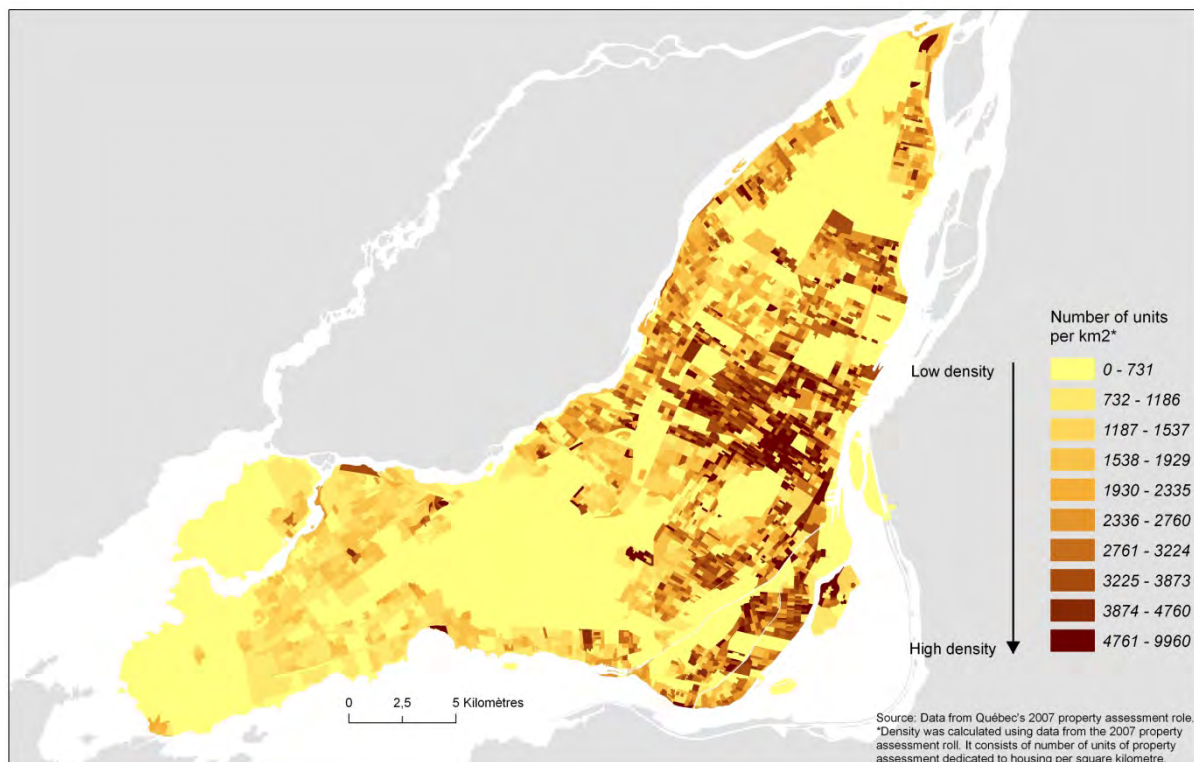 Number of units
per km2*
Low density
High density
0 - 731
732 - 1186
1187 - 1537
1538 - 1929
1930 - 2335
2336 - 2760
2761 - 3224
3225 - 3873
3874 - 4760
4761 - 9960
0 2,5 5 Kilomètres
Source: Data from Québec's 2007 property assessment role.
*Density was calculated using data from the 2007 property
assessment roll. It consists of number of units of property
assessment dedicated to housing per square kilometre.